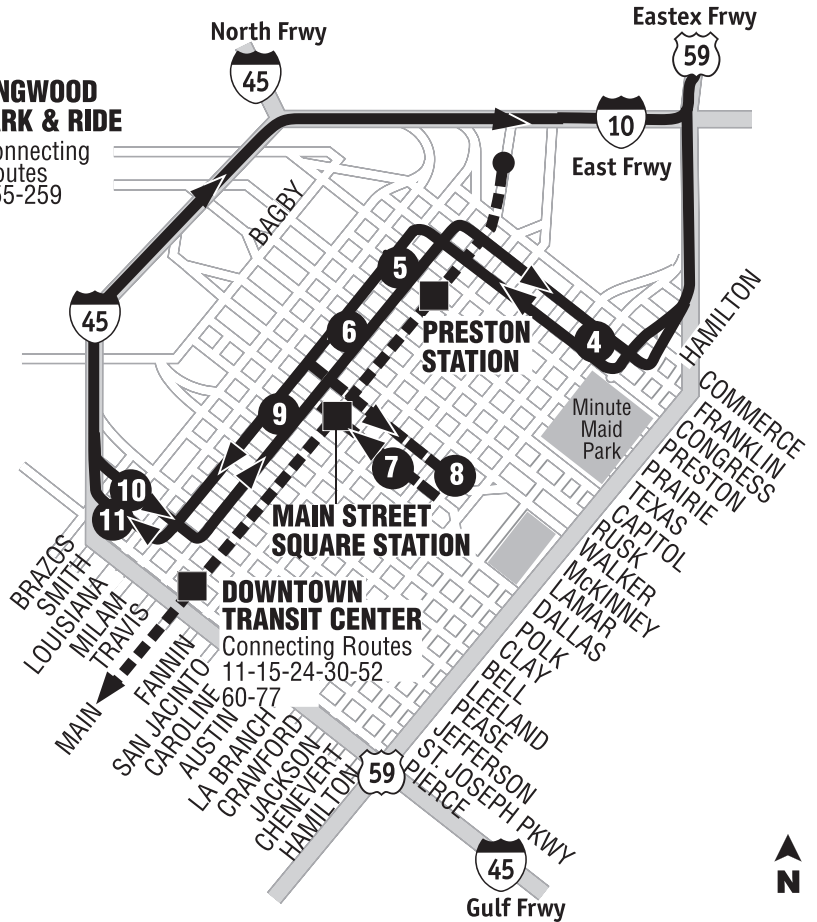 Eastex Frwy
59
North Frwy
45
NGWOOD
RK & RIDE
onnecting
outes
55-259
10
East Frwy
BAGBY
45
5
6
4
9
PRESTON
STATION
HAMILTON
Minute
Maid
Park
7
8
10
11
MAIN STREET
SQUARE STATION
COMMERCE
FRANKLIN
CONGRESS
PRESTON
PRAIRIE
TEXAS
CAPITOL
RUSK
WALKER
McKINNEY
LAMAR
DALLAS
POLK
CLAY
BELL
LEELAND
PEASE
JEFFERSON
ST. JOSEPH PKWY
PIERCE
BRAZOS
SMITH
LOUISIANA
MILAM
TRAVIS
MAIN
DOWNTOWN
TRANSIT CENTER
Connecting Routes
11-15-24-30-52
60-77
FANNIN
SAN JACINTO
CAROLINE
AUSTIN
LA BRANCH
CRAWFORD
JACKSON
CHENEVERT
HAMILTON
59
45
Gulf Frwy
N